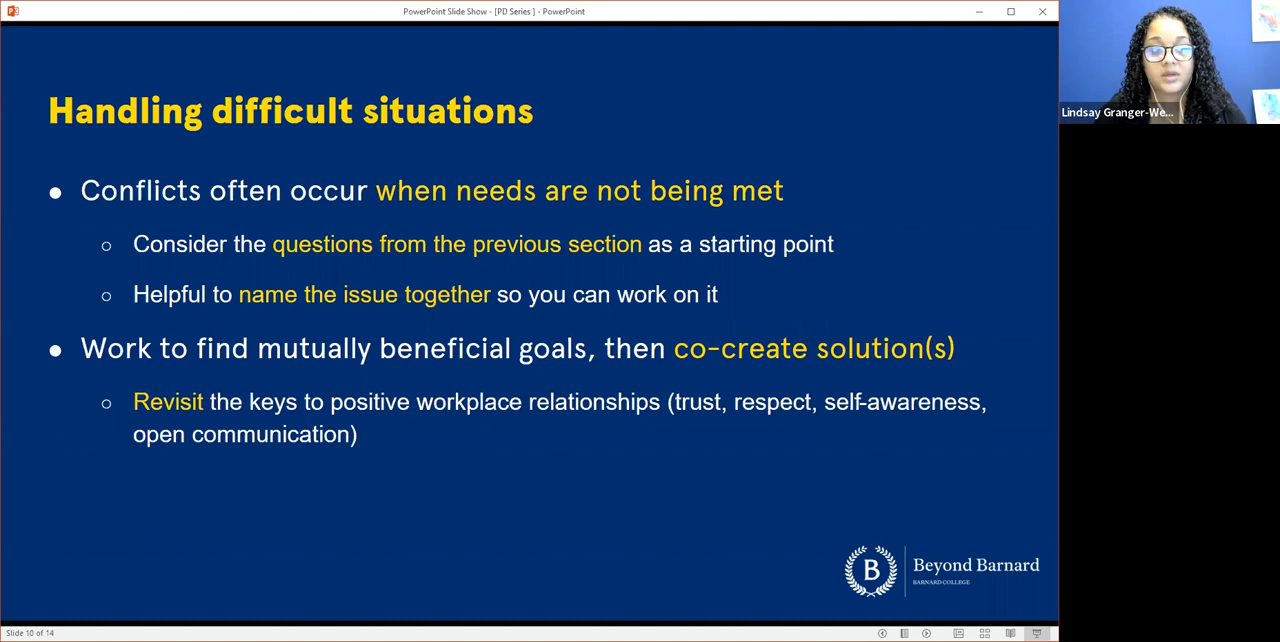 PowerPoint Slide Show - [PD Series ] - PowerPoint
Lindsay Granger-We...
Handling difficult situations
● Conflicts often occur when needs are not being met
○ Consider the questions from the previous section as a starting point
○ Helpful to name the issue together so you can work on it
● Work to find mutually beneficial goals, then co-create solution(s)
○ Revisit the keys to positive workplace relationships (trust, respect, self-awareness,
open communication)
B
Beyond Barnard
BARNARD COLLEGE
Slide 10 of 14